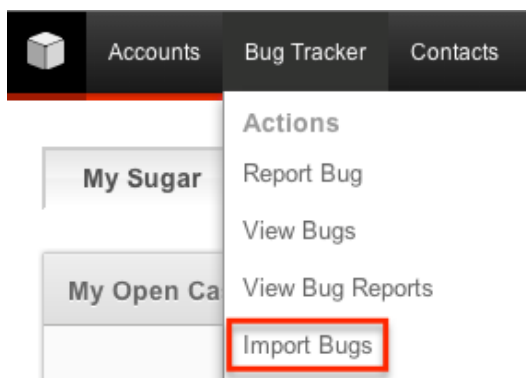 Accounts Bug Tracker Contacts
Actions
My Sugar
Report Bug
View Bugs
My Open Ca
View Bug Reports
Import Bugs